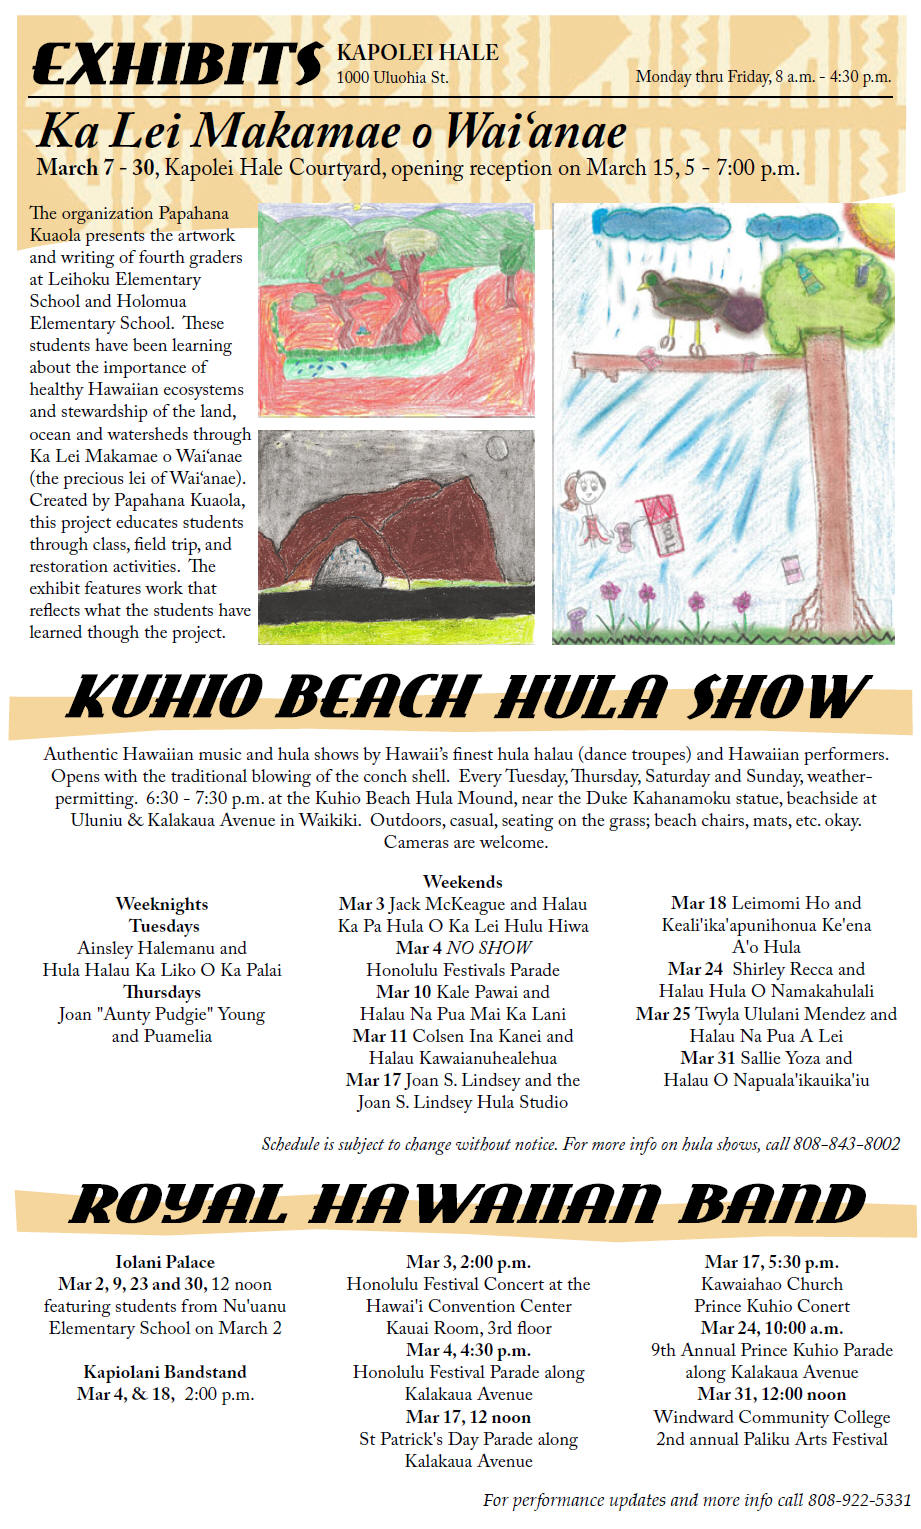 EXHIBITS
KAPOLEI HALE
1000 Uluohia St.
Monday thru Friday, 8 a.m. - 4:30 p.m.
Ka Lei Makamae o Wai‘anae
March 7 - 30, Kapolei Hale Courtyard, opening reception on March 15, 5 - 7:00 p.m.
The organization Papahana
Kuaola presents the artwork
and writing of fourth graders
at Leihoku Elementary
School and Holomua
Elementary School.  These
students have been learning
about the importance of
healthy Hawaiian ecosystems
and stewardship of the land,
ocean and watersheds through
Ka Lei Makamae o Wai‘anae
(the precious lei of Wai‘anae).
Created by Papahana Kuaola,
this project educates students
through class, field trip, and
restoration activities.  The
exhibit features work that
reflects what the students have
learned though the project.
KUHIO BEACH HULA SHOW
Authentic Hawaiian music and hula shows by Hawaii’s finest hula halau (dance troupes) and Hawaiian performers.
Opens with the traditional blowing of the conch shell.  Every Tuesday, Thursday, Saturday and Sunday, weather-
permitting.  6:30 - 7:30 p.m. at the Kuhio Beach Hula Mound, near the Duke Kahanamoku statue, beachside at
Uluniu & Kalakaua Avenue in Waikiki.  Outdoors, casual, seating on the grass; beach chairs, mats, etc. okay.
Cameras are welcome.
Weeknights
Tuesdays
Ainsley Halemanu and
Hula Halau Ka Liko O Ka Palai
Thursdays
Joan "Aunty Pudgie" Young
and Puamelia
Weekends
Mar 3 Jack McKeague and Halau
Ka Pa Hula O Ka Lei Hulu Hiwa
Mar 4 NO SHOW
Honolulu Festivals Parade
Mar 10 Kale Pawai and
Halau Na Pua Mai Ka Lani
Mar 11 Colsen Ina Kanei and
Halau Kawaianuhealehua
Mar 17 Joan S. Lindsey and the
Joan S. Lindsey Hula Studio
Mar 18 Leimomi Ho and
Keali'ika'apunihonua Ke'ena
A'o Hula
Mar 24  Shirley Recca and
Halau Hula O Namakahulali
Mar 25 Twyla Ululani Mendez and
Halau Na Pua A Lei
Mar 31 Sallie Yoza and
Halau O Napuala'ikauika'iu
Schedule is subject to change without notice. For more info on hula shows, call 808-843-8002
ROYAL HAWAIIAN BAND
Iolani Palace
Mar 2, 9, 23 and 30, 12 noon
featuring students from Nu'uanu
Elementary School on March 2
Kapiolani Bandstand
Mar 4, & 18,  2:00 p.m.
Mar 3, 2:00 p.m.
Honolulu Festival Concert at the
Hawai'i Convention Center
Kauai Room, 3rd floor
Mar 4, 4:30 p.m.
Honolulu Festival Parade along
Kalakaua Avenue
Mar 17, 12 noon
St Patrick's Day Parade along
Kalakaua Avenue
Mar 17, 5:30 p.m.
Kawaiahao Church
Prince Kuhio Conert
Mar 24, 10:00 a.m.
9th Annual Prince Kuhio Parade
along Kalakaua Avenue
Mar 31, 12:00 noon
Windward Community College
2nd annual Paliku Arts Festival
For performance updates and more info call 808-922-5331